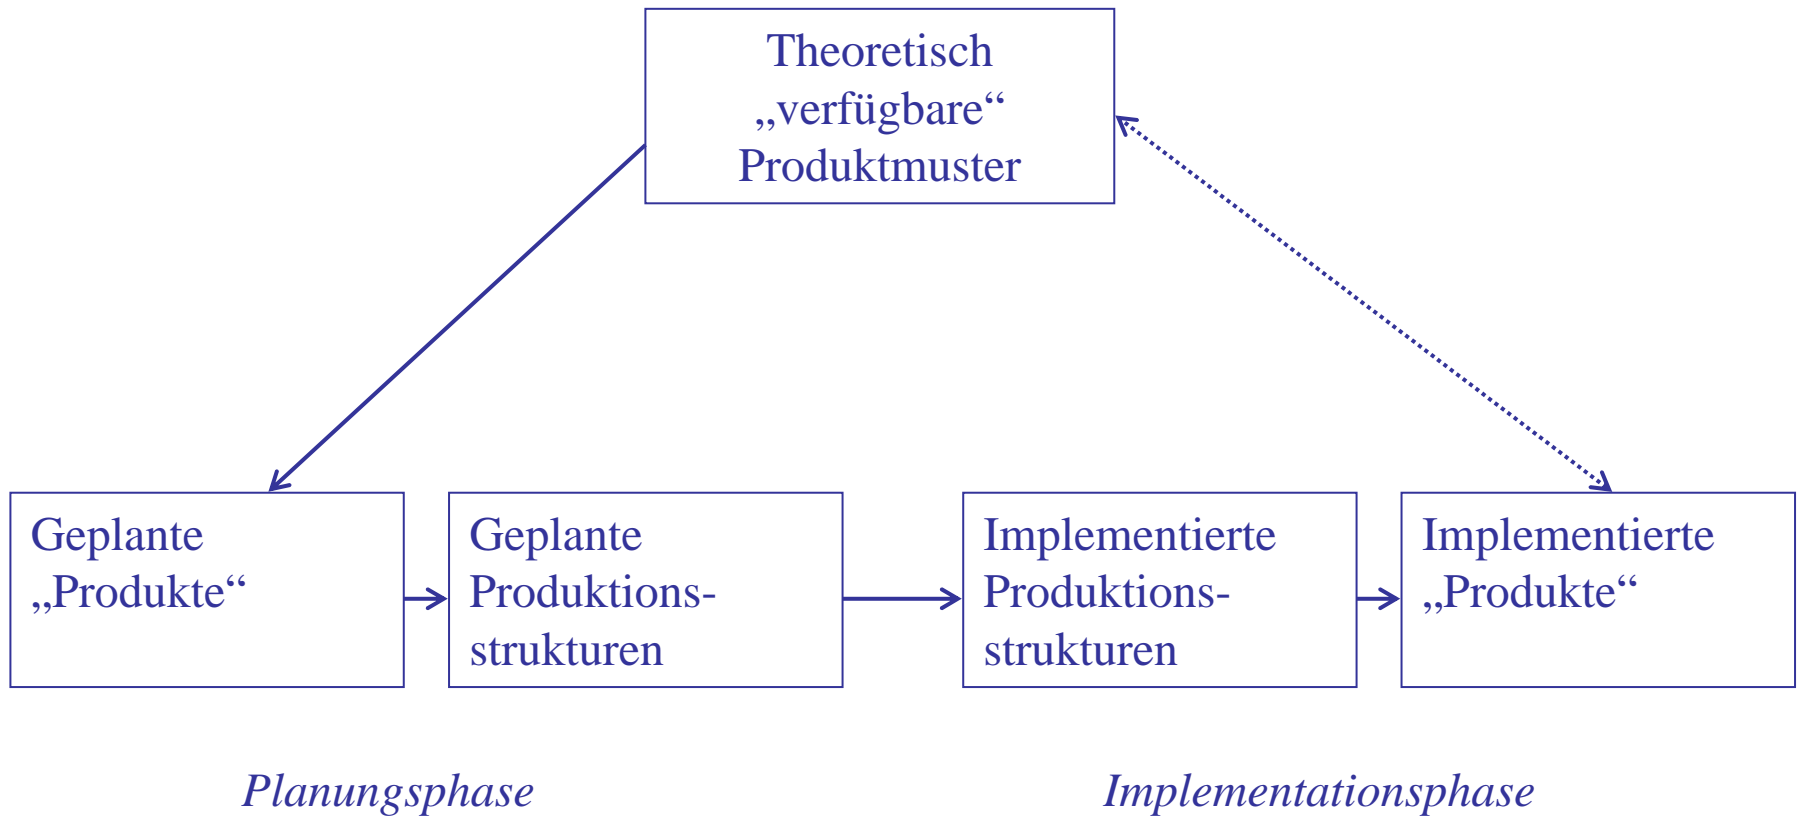 Theoretisch
„verfügbare“
Produktmuster
Geplante
„Produkte“
Geplante
Produktions-
strukturen
Implementierte
Produktions-
strukturen
Implementierte
„Produkte“
Planungsphase
Implementationsphase